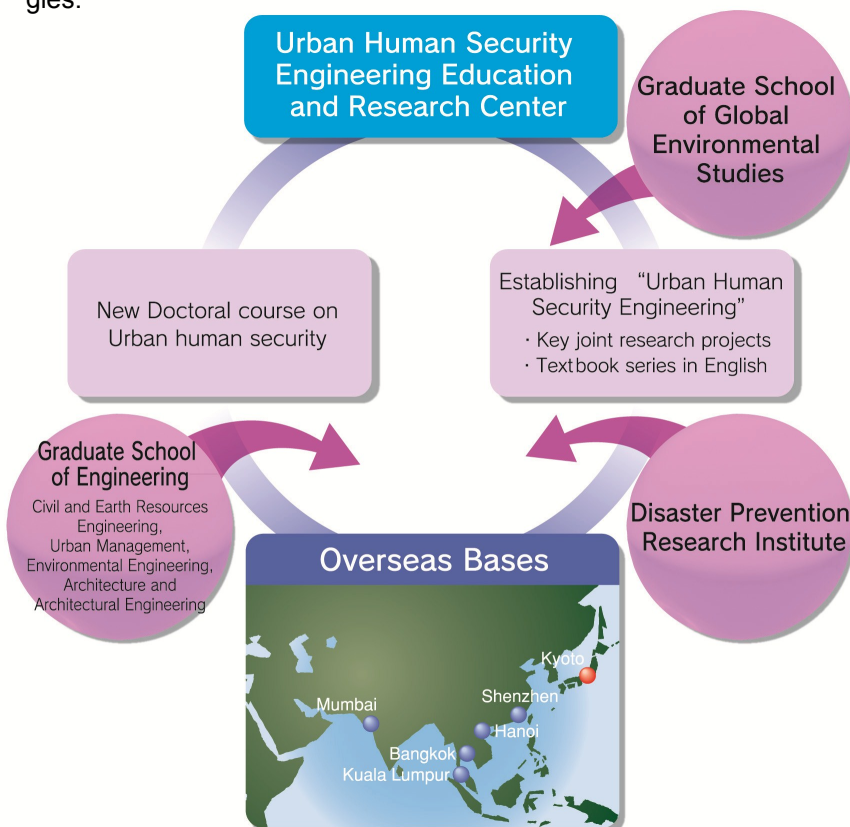 gies.
Urban Human Security
Engineering Education
and Research Center
Graduate School
of Global
Environmental
Studies
New Doctoral course on
Urban human security
Establishing “Urban Human
Security Engineering”
· Key joint research projects
· Textbook series in English
Graduate School
of Engineering
Civil and Earth Resources
Engineering,
Urban Management,
Environmental Engineering,
Architecture and
Architectural Engineering
Disaster Prevention
Research Institute
Overseas Bases
Kyoto
Shenzhen
Mumbai
Hanoi
Bangkok
Kuala Lumpur